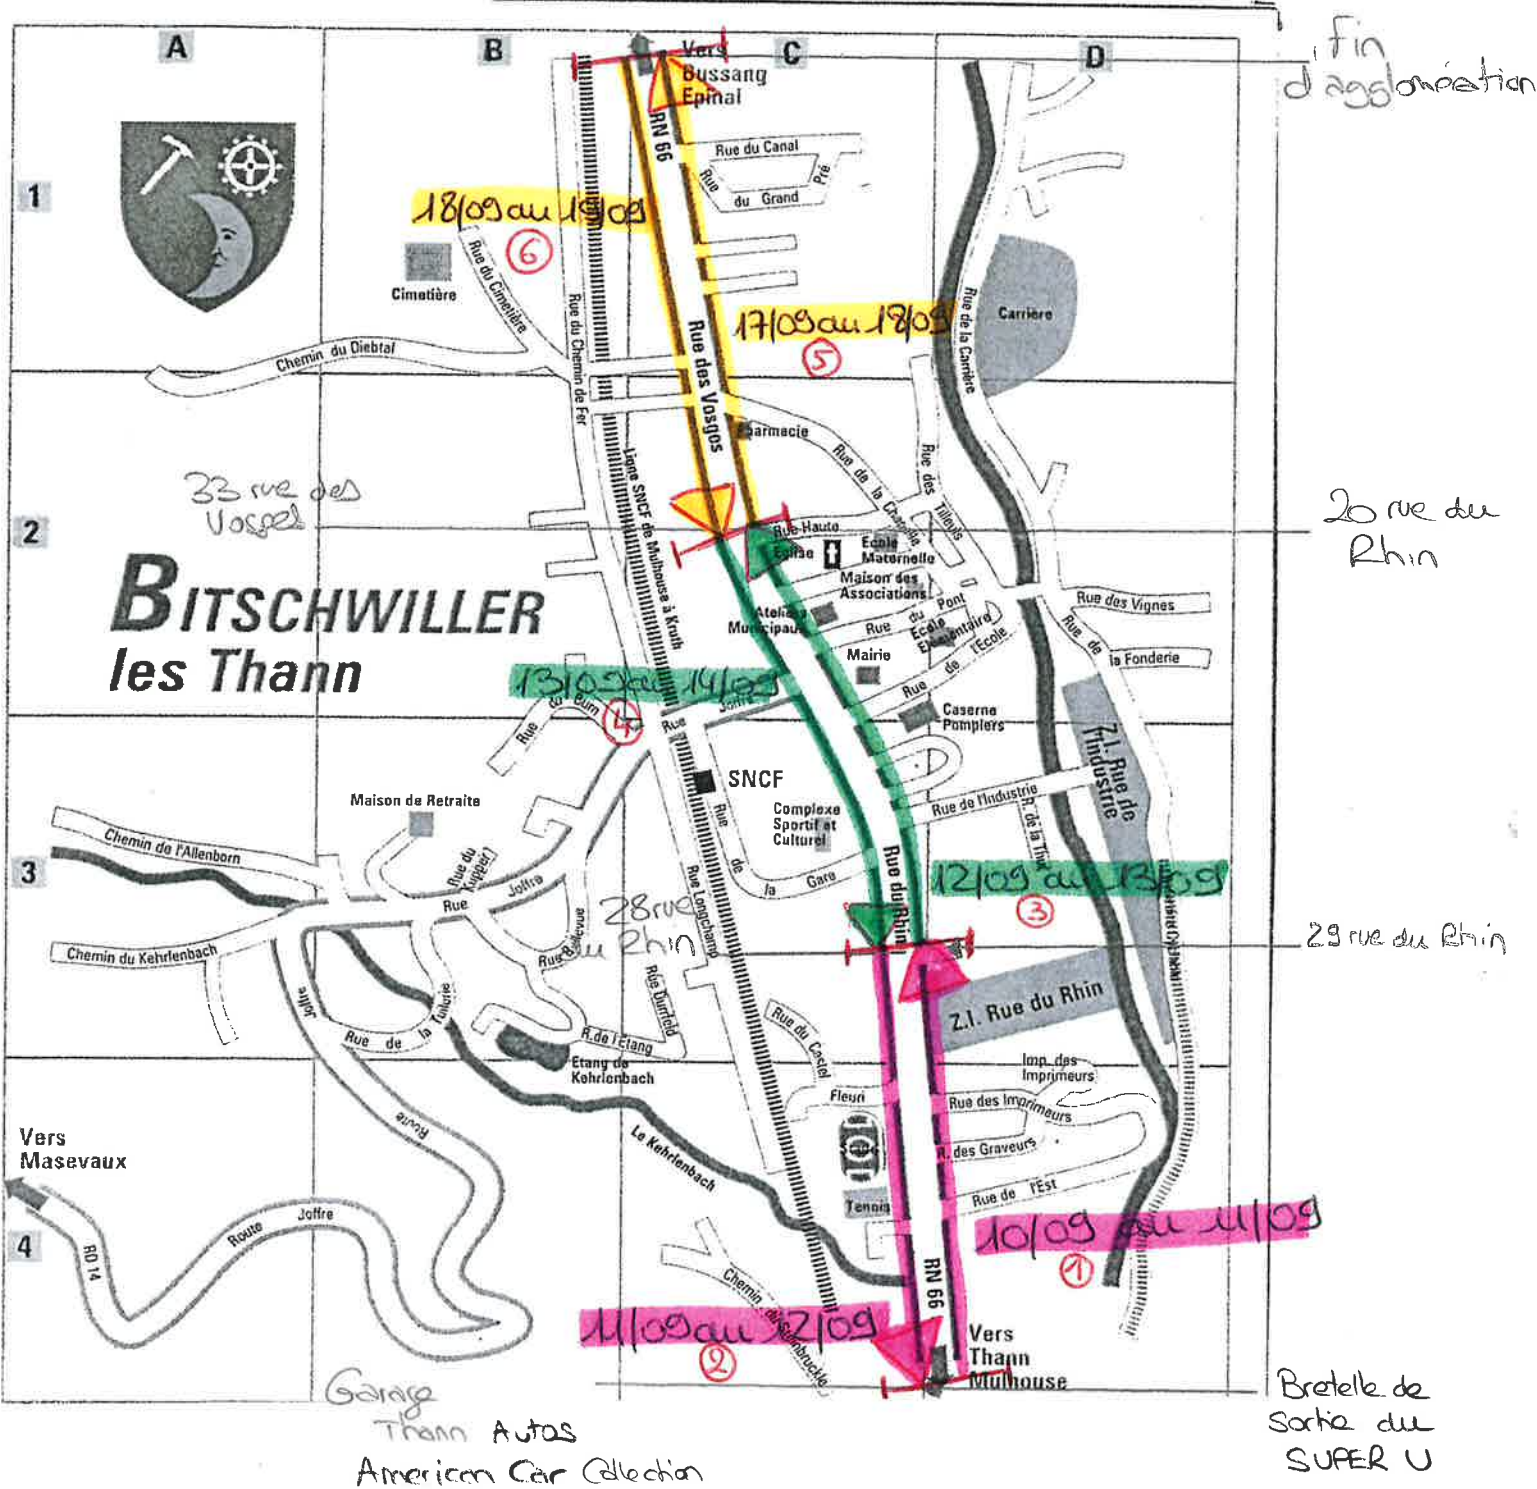 A
B
C
D
Fin
d'agglomération
Vers
Bussang
Epinal
RN 66
Rue du Canal
Rue
du Grand
Pré
1
18/09 au 19/09
6
Rue du Cimetière
Cimetière
Rue du Chemin de Fer
17/09 au 18/09
5
Rue de la Carrière
Carrière
Chemin du Diebtal
Rue des Vosges
Pharmacie
Rue de la Chapelle
Rue des Tilleuls
Ligne SNCF de Mulhouse à Kruth
33 rue des
Vosges
2
20 rue du
Rhin
Rue Haute
Eglise
Ecole
Maternelle
BITSCHWILLER
les Thann
Maison des
Associations
Ateliers
Municipaux
Rue du Pont
Ecole
Elémentaire
Rue de l'Ecole
Mairie
Rue des Vignes
Rue de
la Fonderie
13/09 au 14/09
4
Rue du Burn
Rue Joffre
Caserne
Pompiers
Z.I. Rue de
l'Industrie
SNCF
Maison de Retraite
Complexe
Sportif et
Culturel
Rue de l'Industrie
R. de la Thur
Rue de la Gare
Chemin de l'Allenborn
3
Rue du
Kupper
Rue Joffre
Rue Longchamp
Rue du Rhin
12/09 au 13/09
3
28 rue
du Rhin
29 rue du Rhin
Chemin du Kehrlenbach
Rue Bellevue
Joffre
Rue de la Tuilerie
Rue Durrfeld
R. de l'Etang
Etang de
Kehrlenbach
Rue du Castel
Z.I. Rue du Rhin
Imp. des
Imprimeurs
Fleuri
Rue des Imprimeurs
R. des Graveurs
Rue de l'Est
Stade
Tennis
Le Kehrlenbach
Route
Vers
Masevaux
4
RD 14
Route Joffre
10/09 au 11/09
1
RN 66
11/09 au 12/09
2
Vers
Thann
Mulhouse
Garage
Thann Autos
American Car Collection
Bretelle de
Sortie du
SUPER U